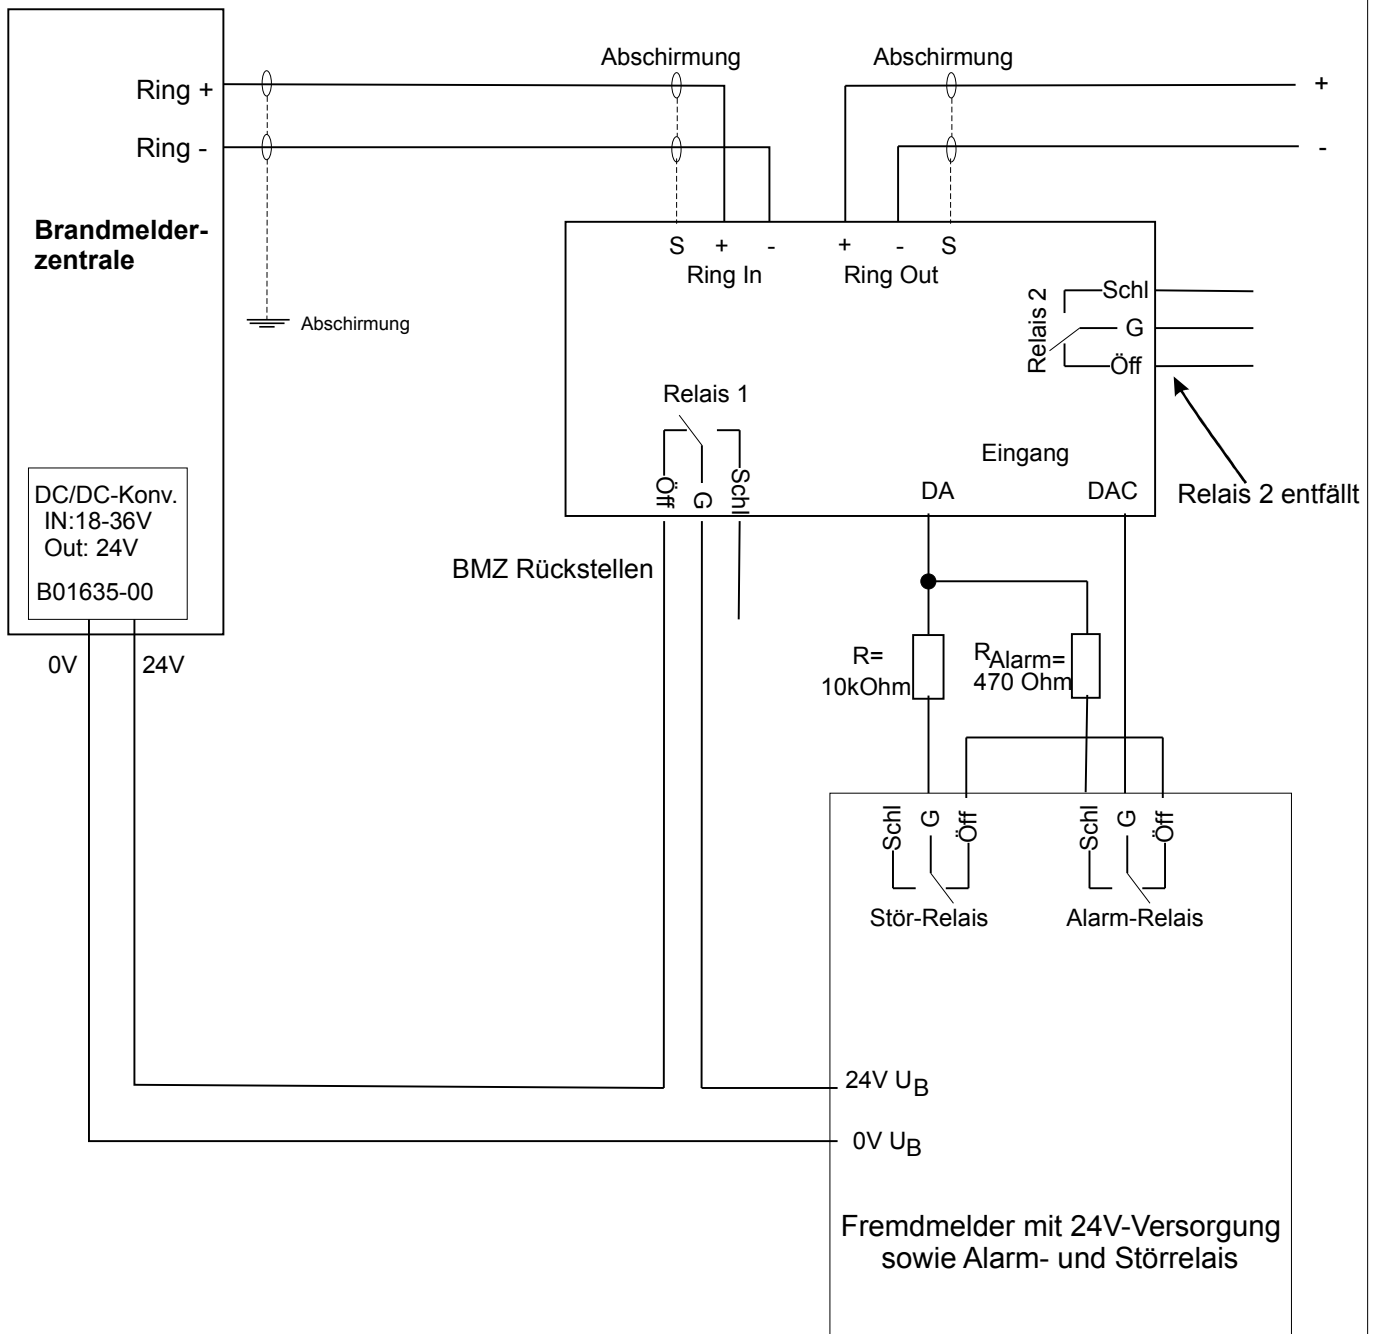 Abschirmung
Abschirmung
Ring +
+
Ring -
-
Brandmelder-
zentrale
S + -
+ - S
Ring In
Ring Out
Abschirmung
Relais 2
Schl
G
Öff
Relais 1
Öff
G
Schl
Eingang
DA
DAC
Relais 2 entfällt
DC/DC-Konv.
IN:18-36V
Out: 24V
B01635-00
BMZ Rückstellen
0V
24V
R=
10kOhm
RAlarm=
470 Ohm
Schl
G
Öff
Schl
G
Öff
Stör-Relais
Alarm-Relais
24V UB
0V UB
Fremdmelder mit 24V-Versorgung
sowie Alarm- und Störrelais